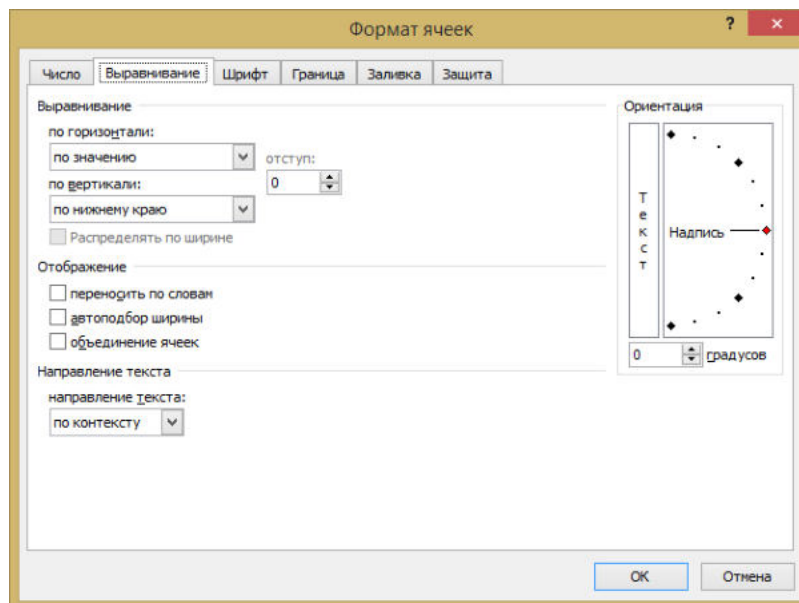 Формат ячеек
? ×
Число Выравнивание Шрифт Граница Заливка Защита
Выравнивание
по горизонтали:
по значению
отступ:
0
по вертикали:
по нижнему краю
Распределять по ширине
Отображение
переносить по словам
автоподбор ширины
объединение ячеек
Направление текста
направление текста:
по контексту
Ориентация
Текст
Надпись
0 градусов
ОК Отмена